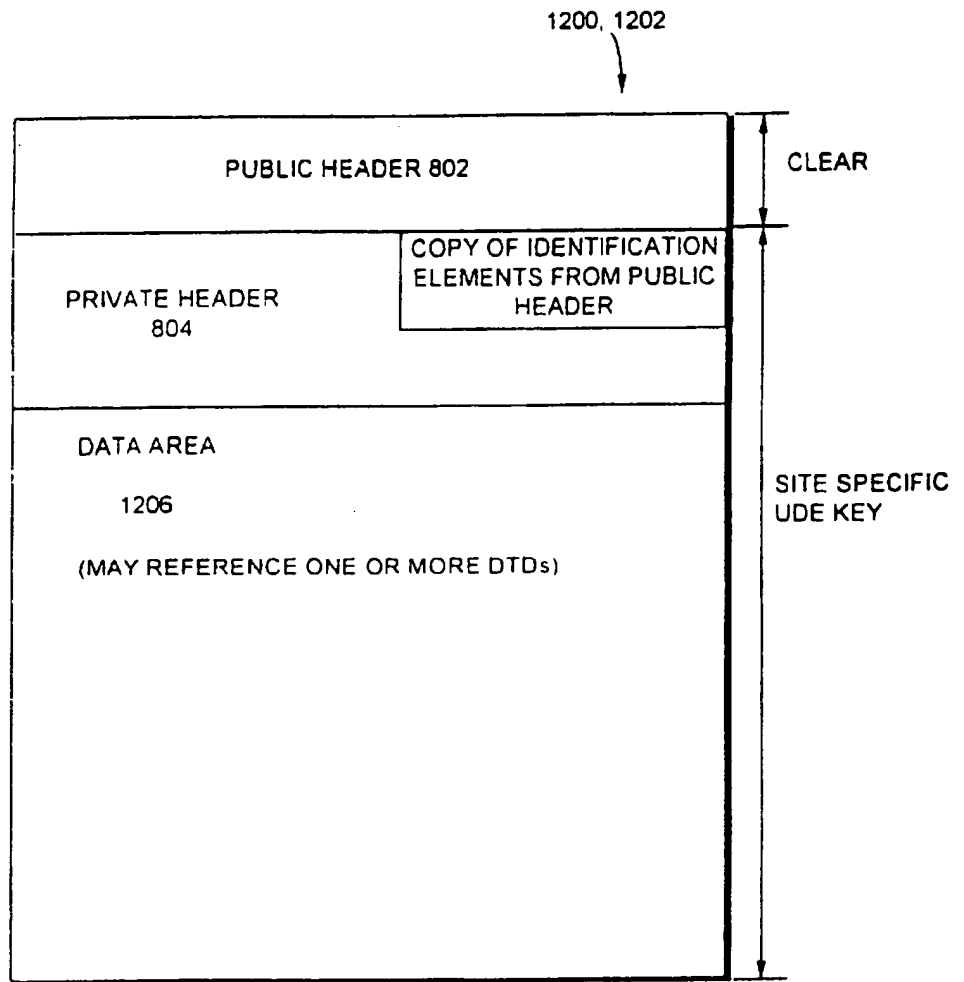 1200, 1202
PUBLIC HEADER 802
CLEAR
COPY OF IDENTIFICATION
ELEMENTS FROM PUBLIC
HEADER
PRIVATE HEADER
804
DATA AREA
1206
(MAY REFERENCE ONE OR MORE DTDs)
SITE SPECIFIC
UDE KEY